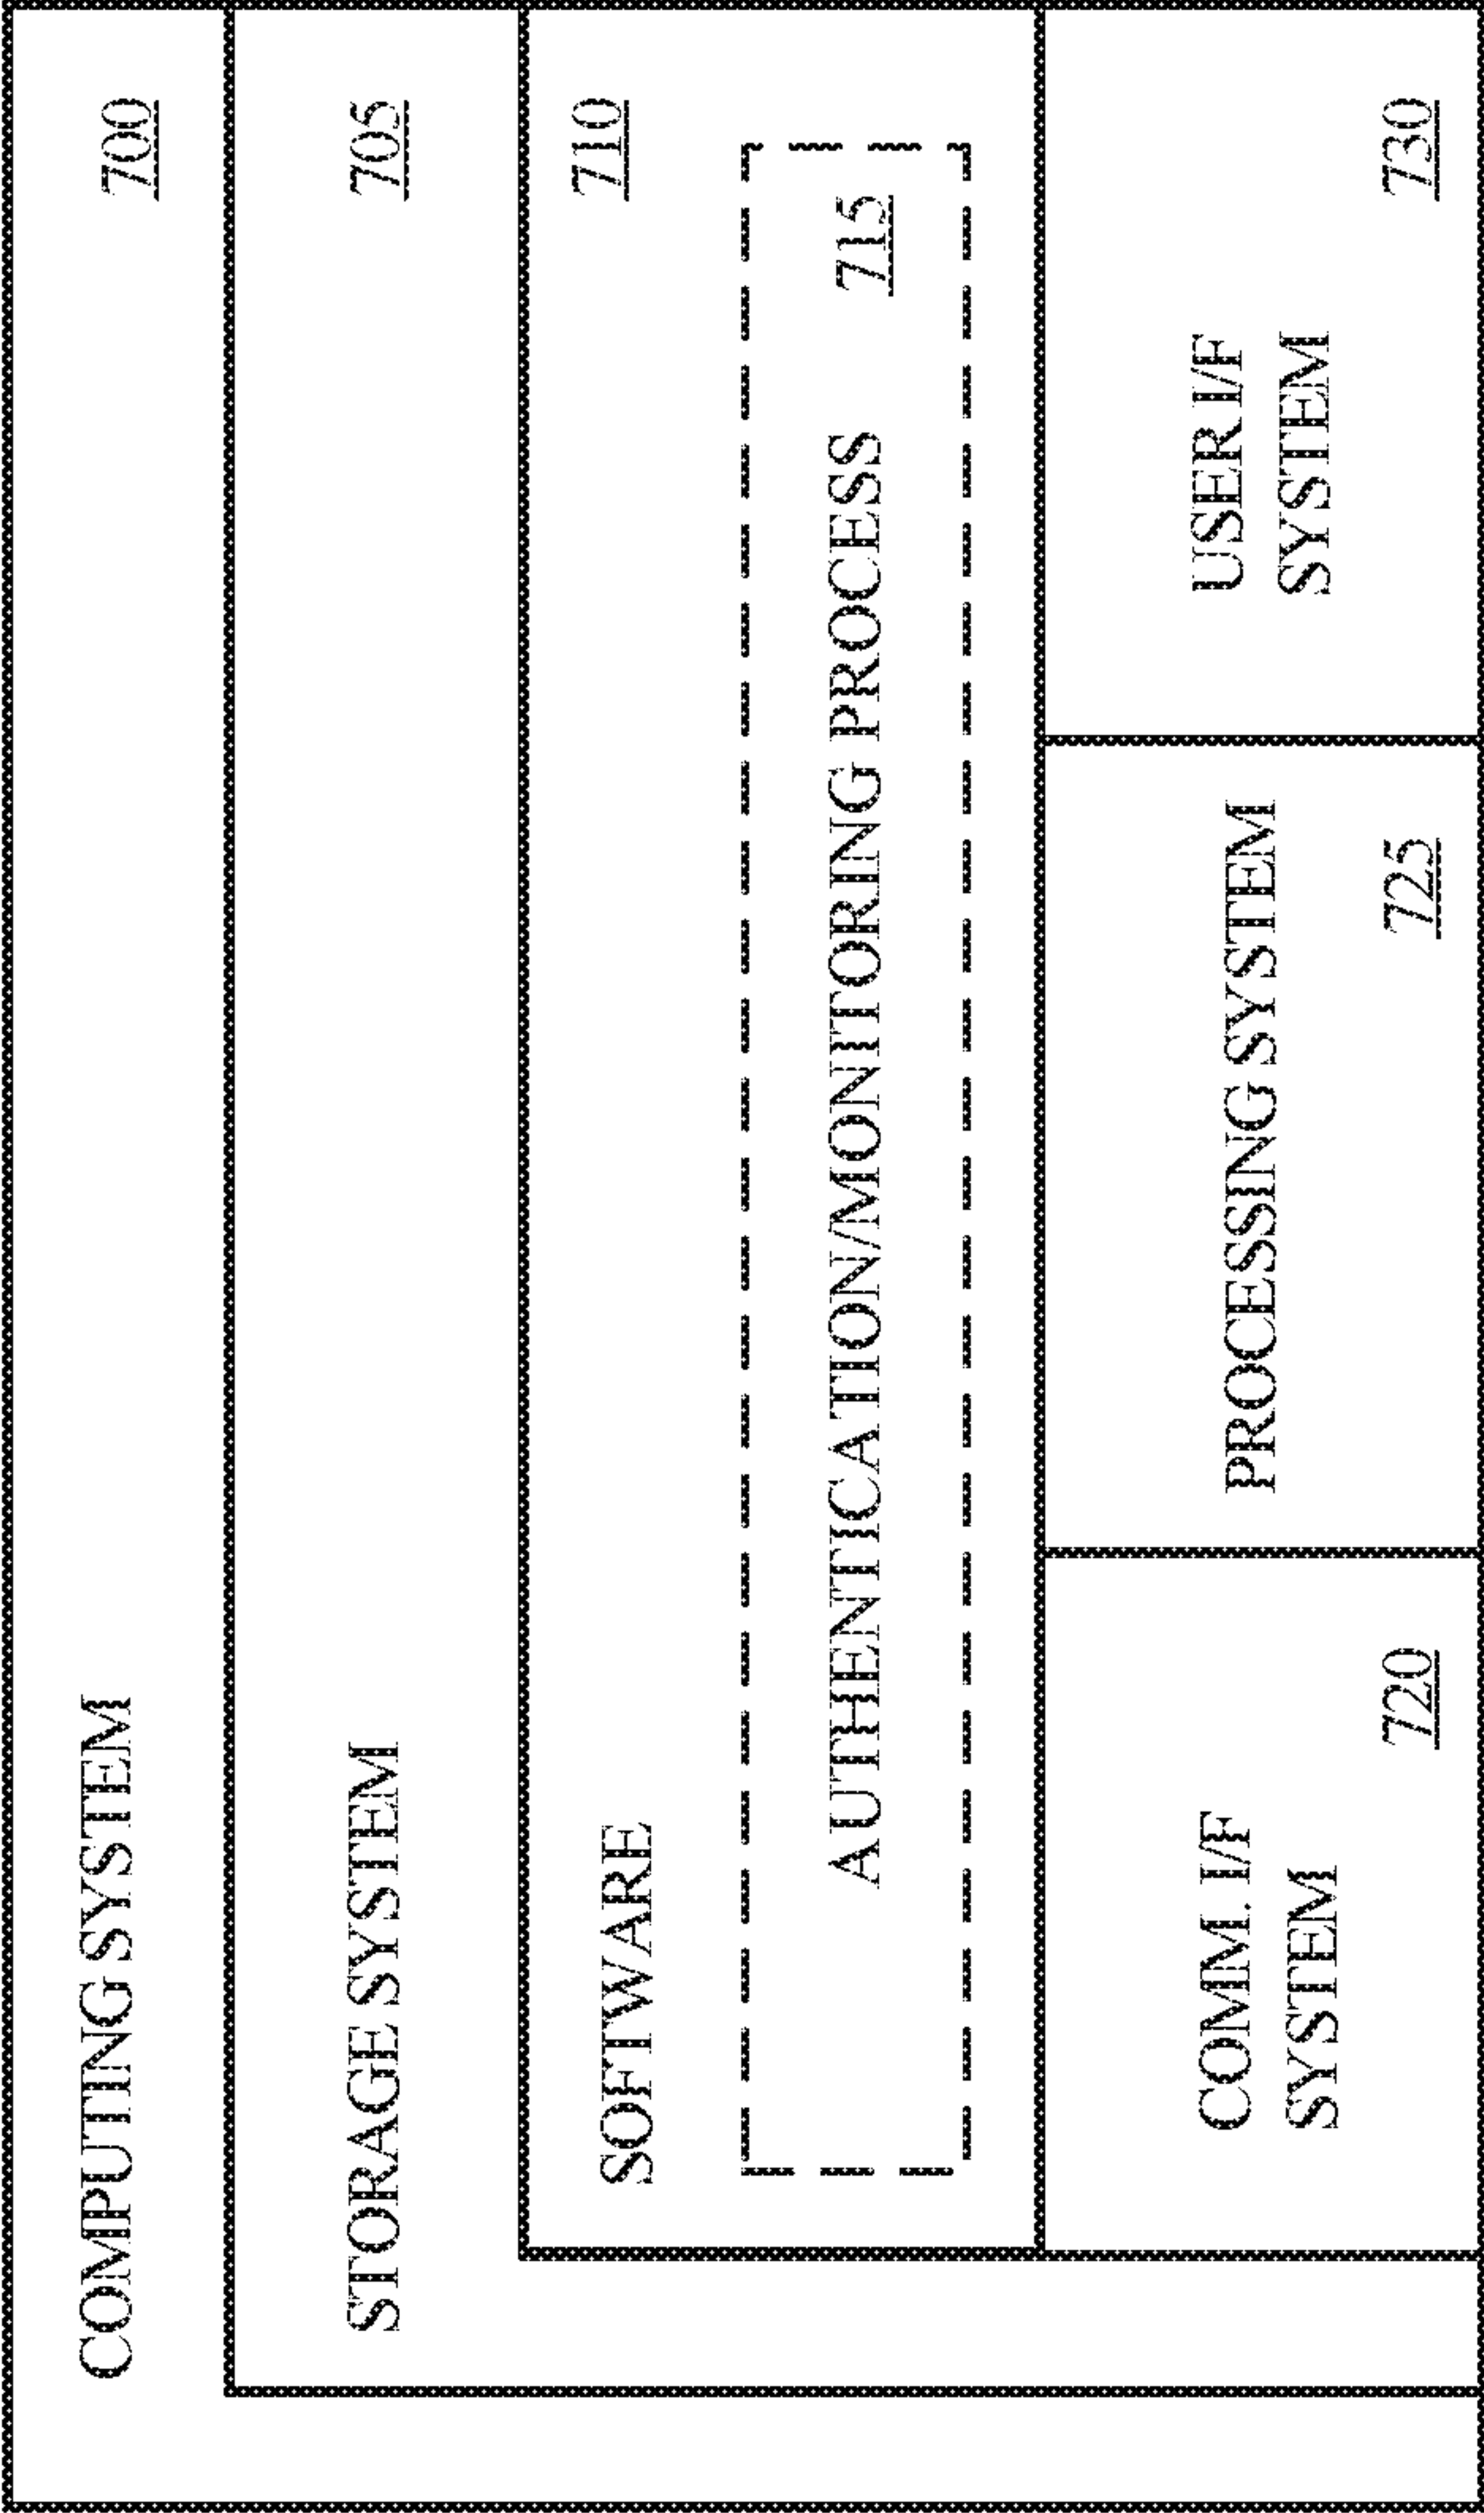 COMPUTING SYSTEM 700
STORAGE SYSTEM 705
SOFTWARE 710
AUTHENTICATION/MONITORING PROCESS 715
COMM. I/F
SYSTEM
720
PROCESSING SYSTEM
725
USER I/F
SYSTEM
730